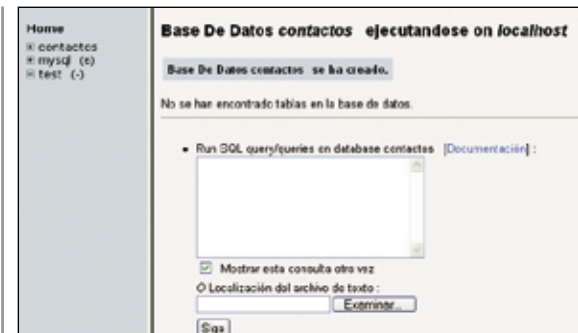 Home
contactos
mysql (6)
test (-)
Base De Datos contactos ejecutandose on localhost
Base De Datos contactos se ha creado.
No se han encontrado tablas en la base de datos.
Run SQL query/queries on database contactos [Documentación] :
Mostrar esta consulta otra vez
O Localización del archivo de texto :
Examinar...
Siga